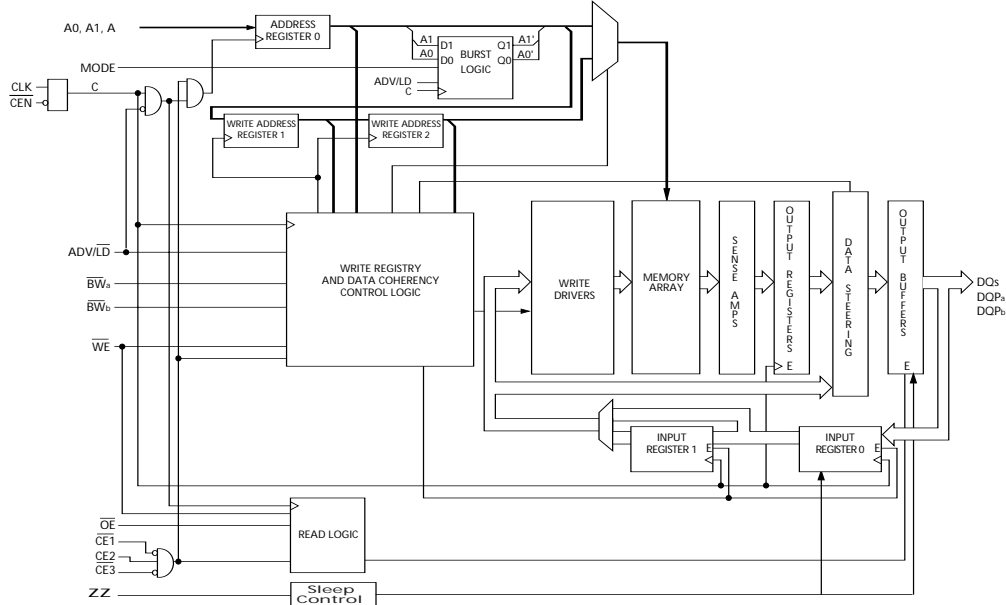 A0, A1, A
ADDRESS
REGISTER 0
A1
A0
D1
D0
BURST
LOGIC
Q1
Q0
A1'
A0'
MODE
ADV/LD
C
CLK
C
CEN
WRITE ADDRESS
REGISTER 1
WRITE ADDRESS
REGISTER 2
ADV/LD
BWa
BWb
WE
WRITE REGISTRY
AND DATA COHERENCY
CONTROL LOGIC
WRITE
DRIVERS
MEMORY
ARRAY
SENSE AMPS
OUTPUT REGISTERS
E
DATA STEERING
OUTPUT BUFFERS
E
DQs
DQPa
DQPb
INPUT
REGISTER 1
E
INPUT
REGISTER 0
E
OE
CE1
CE2
CE3
READ LOGIC
ZZ
Sleep
Control